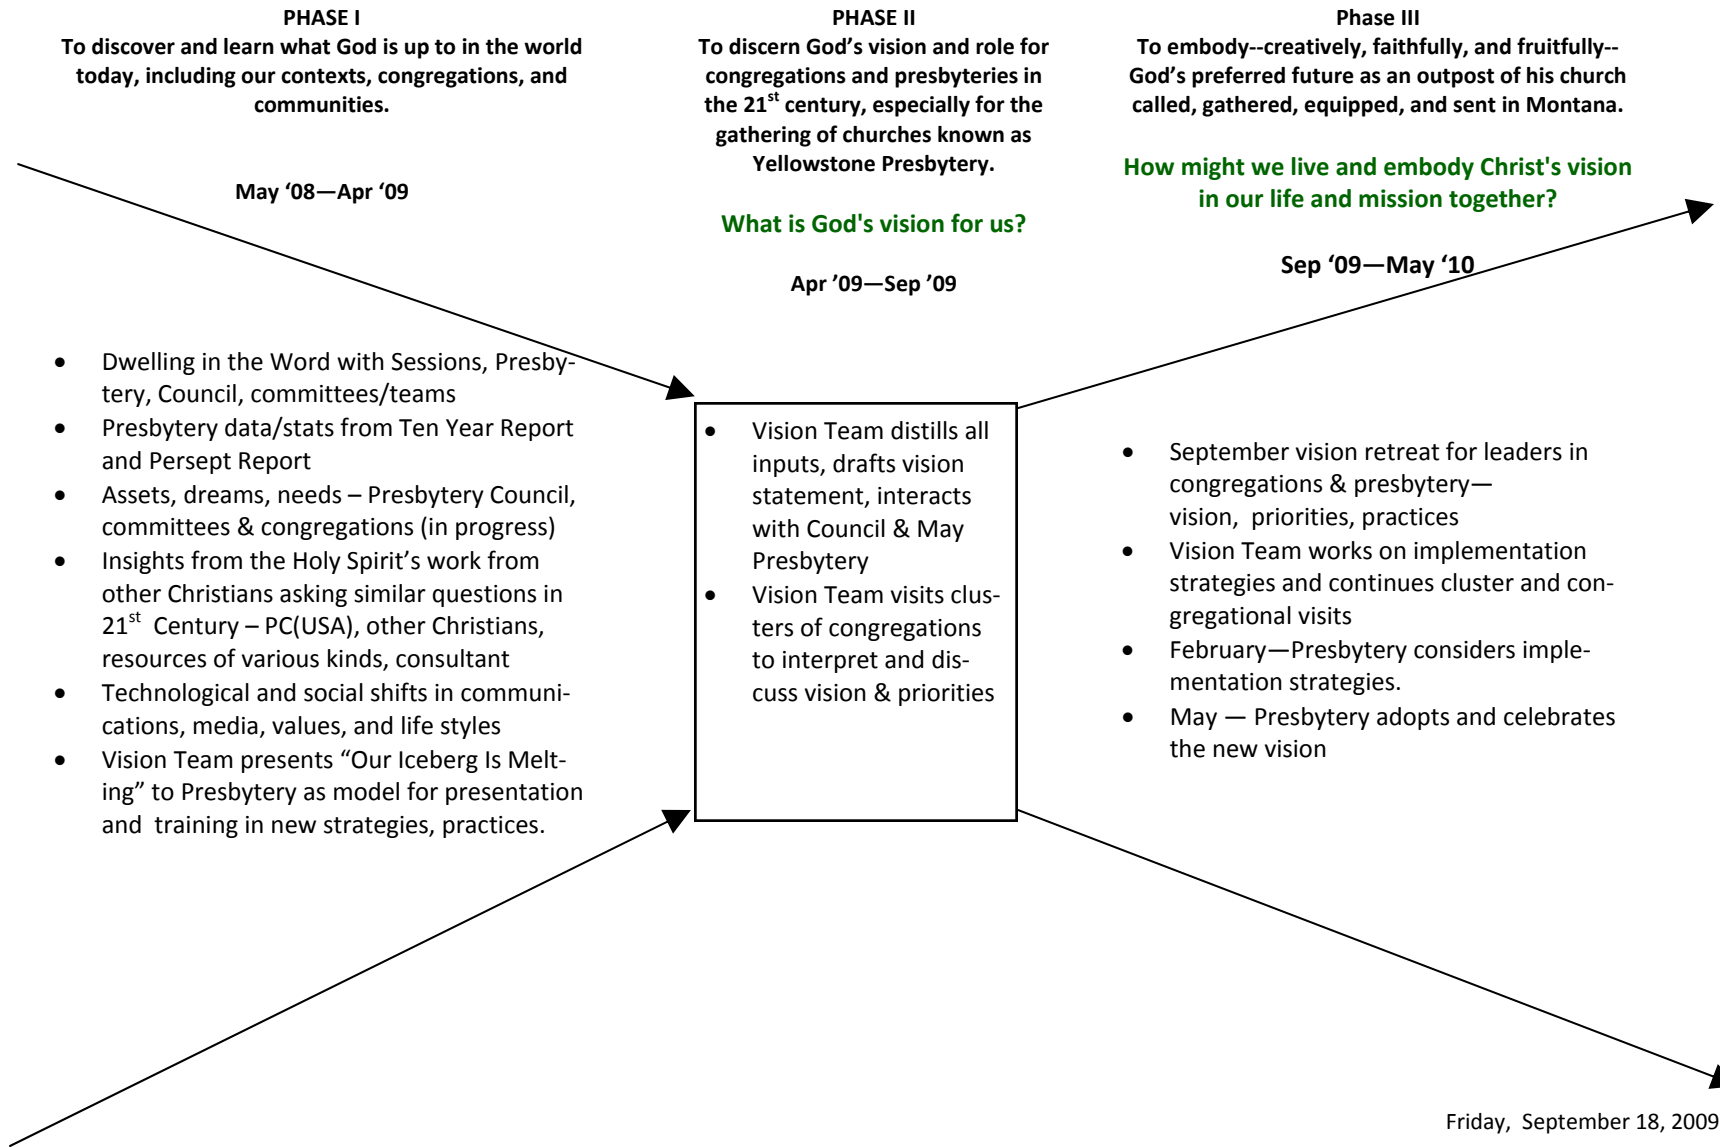 PHASE I
To discover and learn what God is up to in the world
today, including our contexts, congregations, and
communities.
May ‘08—Apr ‘09
PHASE II
To discern God’s vision and role for
congregations and presbyteries in
the 21st century, especially for the
gathering of churches known as
Yellowstone Presbytery.
What is God's vision for us?
Apr ’09—Sep ’09
Phase III
To embody--creatively, faithfully, and fruitfully--
God’s preferred future as an outpost of his church
called, gathered, equipped, and sent in Montana.
How might we live and embody Christ's vision
in our life and mission together?
Sep ‘09—May ‘10
• Dwelling in the Word with Sessions, Presby-
tery, Council, committees/teams
• Presbytery data/stats from Ten Year Report
and Persept Report
• Assets, dreams, needs – Presbytery Council,
committees & congregations (in progress)
• Insights from the Holy Spirit’s work from
other Christians asking similar questions in
21st Century – PC(USA), other Christians,
resources of various kinds, consultant
• Technological and social shifts in communi-
cations, media, values, and life styles
• Vision Team presents “Our Iceberg Is Melt-
ing” to Presbytery as model for presentation
and training in new strategies, practices.
• Vision Team distills all
inputs, drafts vision
statement, interacts
with Council & May
Presbytery
• Vision Team visits clus-
ters of congregations
to interpret and dis-
cuss vision & priorities
• September vision retreat for leaders in
congregations & presbytery—
vision, priorities, practices
• Vision Team works on implementation
strategies and continues cluster and con-
gregational visits
• February—Presbytery considers imple-
mentation strategies.
• May — Presbytery adopts and celebrates
the new vision
Friday, September 18, 2009